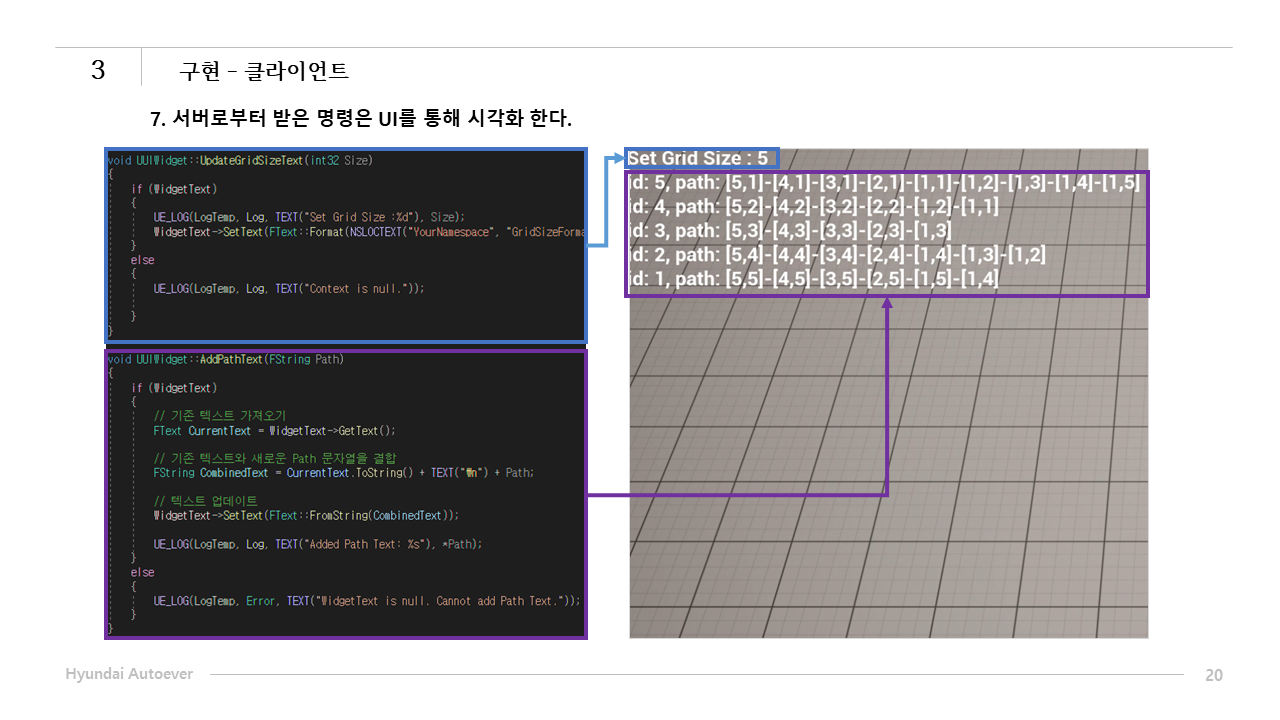 3
구현 – 클라이언트
7. 서버로부터 받은 명령은 UI를 통해 시각화 한다.
void UUIWidget::UpdateGridSizeText(int32 Size)
{
if (WidgetText)
{
UE_LOG(LogTemp, Log, TEXT("Set Grid Size :%d"), Size);
WidgetText->SetText(FText::Format(NSLOCTEXT("YourNamespace", "GridSizeForma
}
else
{
UE_LOG(LogTemp, Log, TEXT("Context is null."));
}
}
void UUIWidget::AddPathText(FString Path)
{
if (WidgetText)
{
// 기존 텍스트 가져오기
FText CurrentText = WidgetText->GetText();
// 기존 텍스트와 새로운 Path 문자열을 결합
FString CombinedText = CurrentText.ToString() + TEXT("₩n") + Path;
// 텍스트 업데이트
WidgetText->SetText(FText::FromString(CombinedText));
UE_LOG(LogTemp, Log, TEXT("Added Path Text: %s"), *Path);
}
else
{
UE_LOG(LogTemp, Error, TEXT("WidgetText is null. Cannot add Path Text."));
}
}
Set Grid Size : 5
id: 5, path: [5,1]-[4,1]-[3,1]-[2,1]-[1,1]-[1,2]-[1,3]-[1,4]-[1,5]
id: 4, path: [5,2]-[4,2]-[3,2]-[2,2]-[1,2]-[1,1]
id: 3, path: [5,3]-[4,3]-[3,3]-[2,3]-[1,3]
id: 2, path: [5,4]-[4,4]-[3,4]-[2,4]-[1,4]-[1,3]-[1,2]
id: 1, path: [5,5]-[4,5]-[3,5]-[2,5]-[1,5]-[1,4]
Hyundai Autoever
20